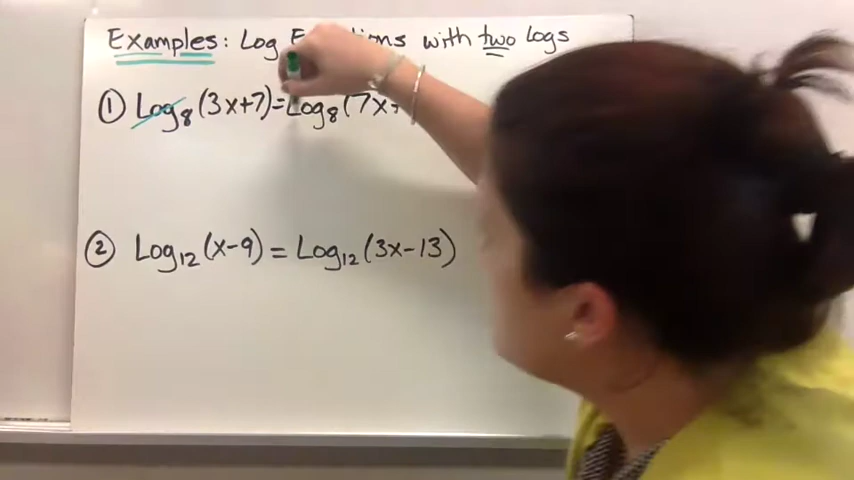 Examples: Log with two Logs
① Log₈(3x+7)=Log₈(7x+
② Log₁₂(x-9) = Log₁₂(3x-13)